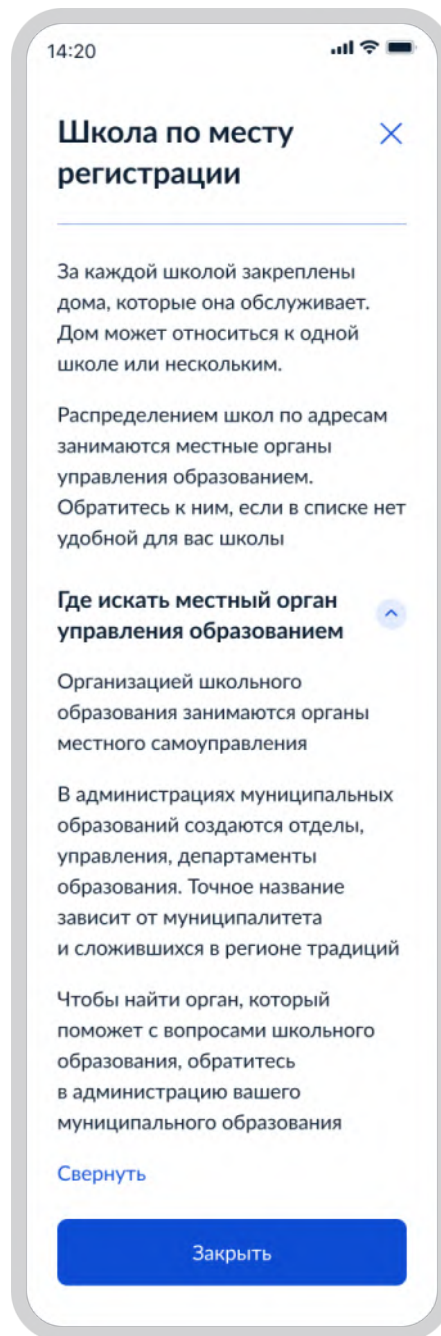 14:20
Школа по месту
регистрации
За каждой школой закреплены
дома, которые она обслуживает.
Дом может относиться к одной
школе или нескольким.
Распределением школ по адресам
занимаются местные органы
управления образованием.
Обратитесь к ним, если в списке нет
удобной для вас школы
Где искать местный орган
управления образованием
Организацией школьного
образования занимаются органы
местного самоуправления
В администрациях муниципальных
образований создаются отделы,
управления, департаменты
образования. Точное название
зависит от муниципалитета
и сложившихся в регионе традиций
Чтобы найти орган, который
поможет с вопросами школьного
образования, обратитесь
в администрацию вашего
муниципального образования
Свернуть
Закрыть